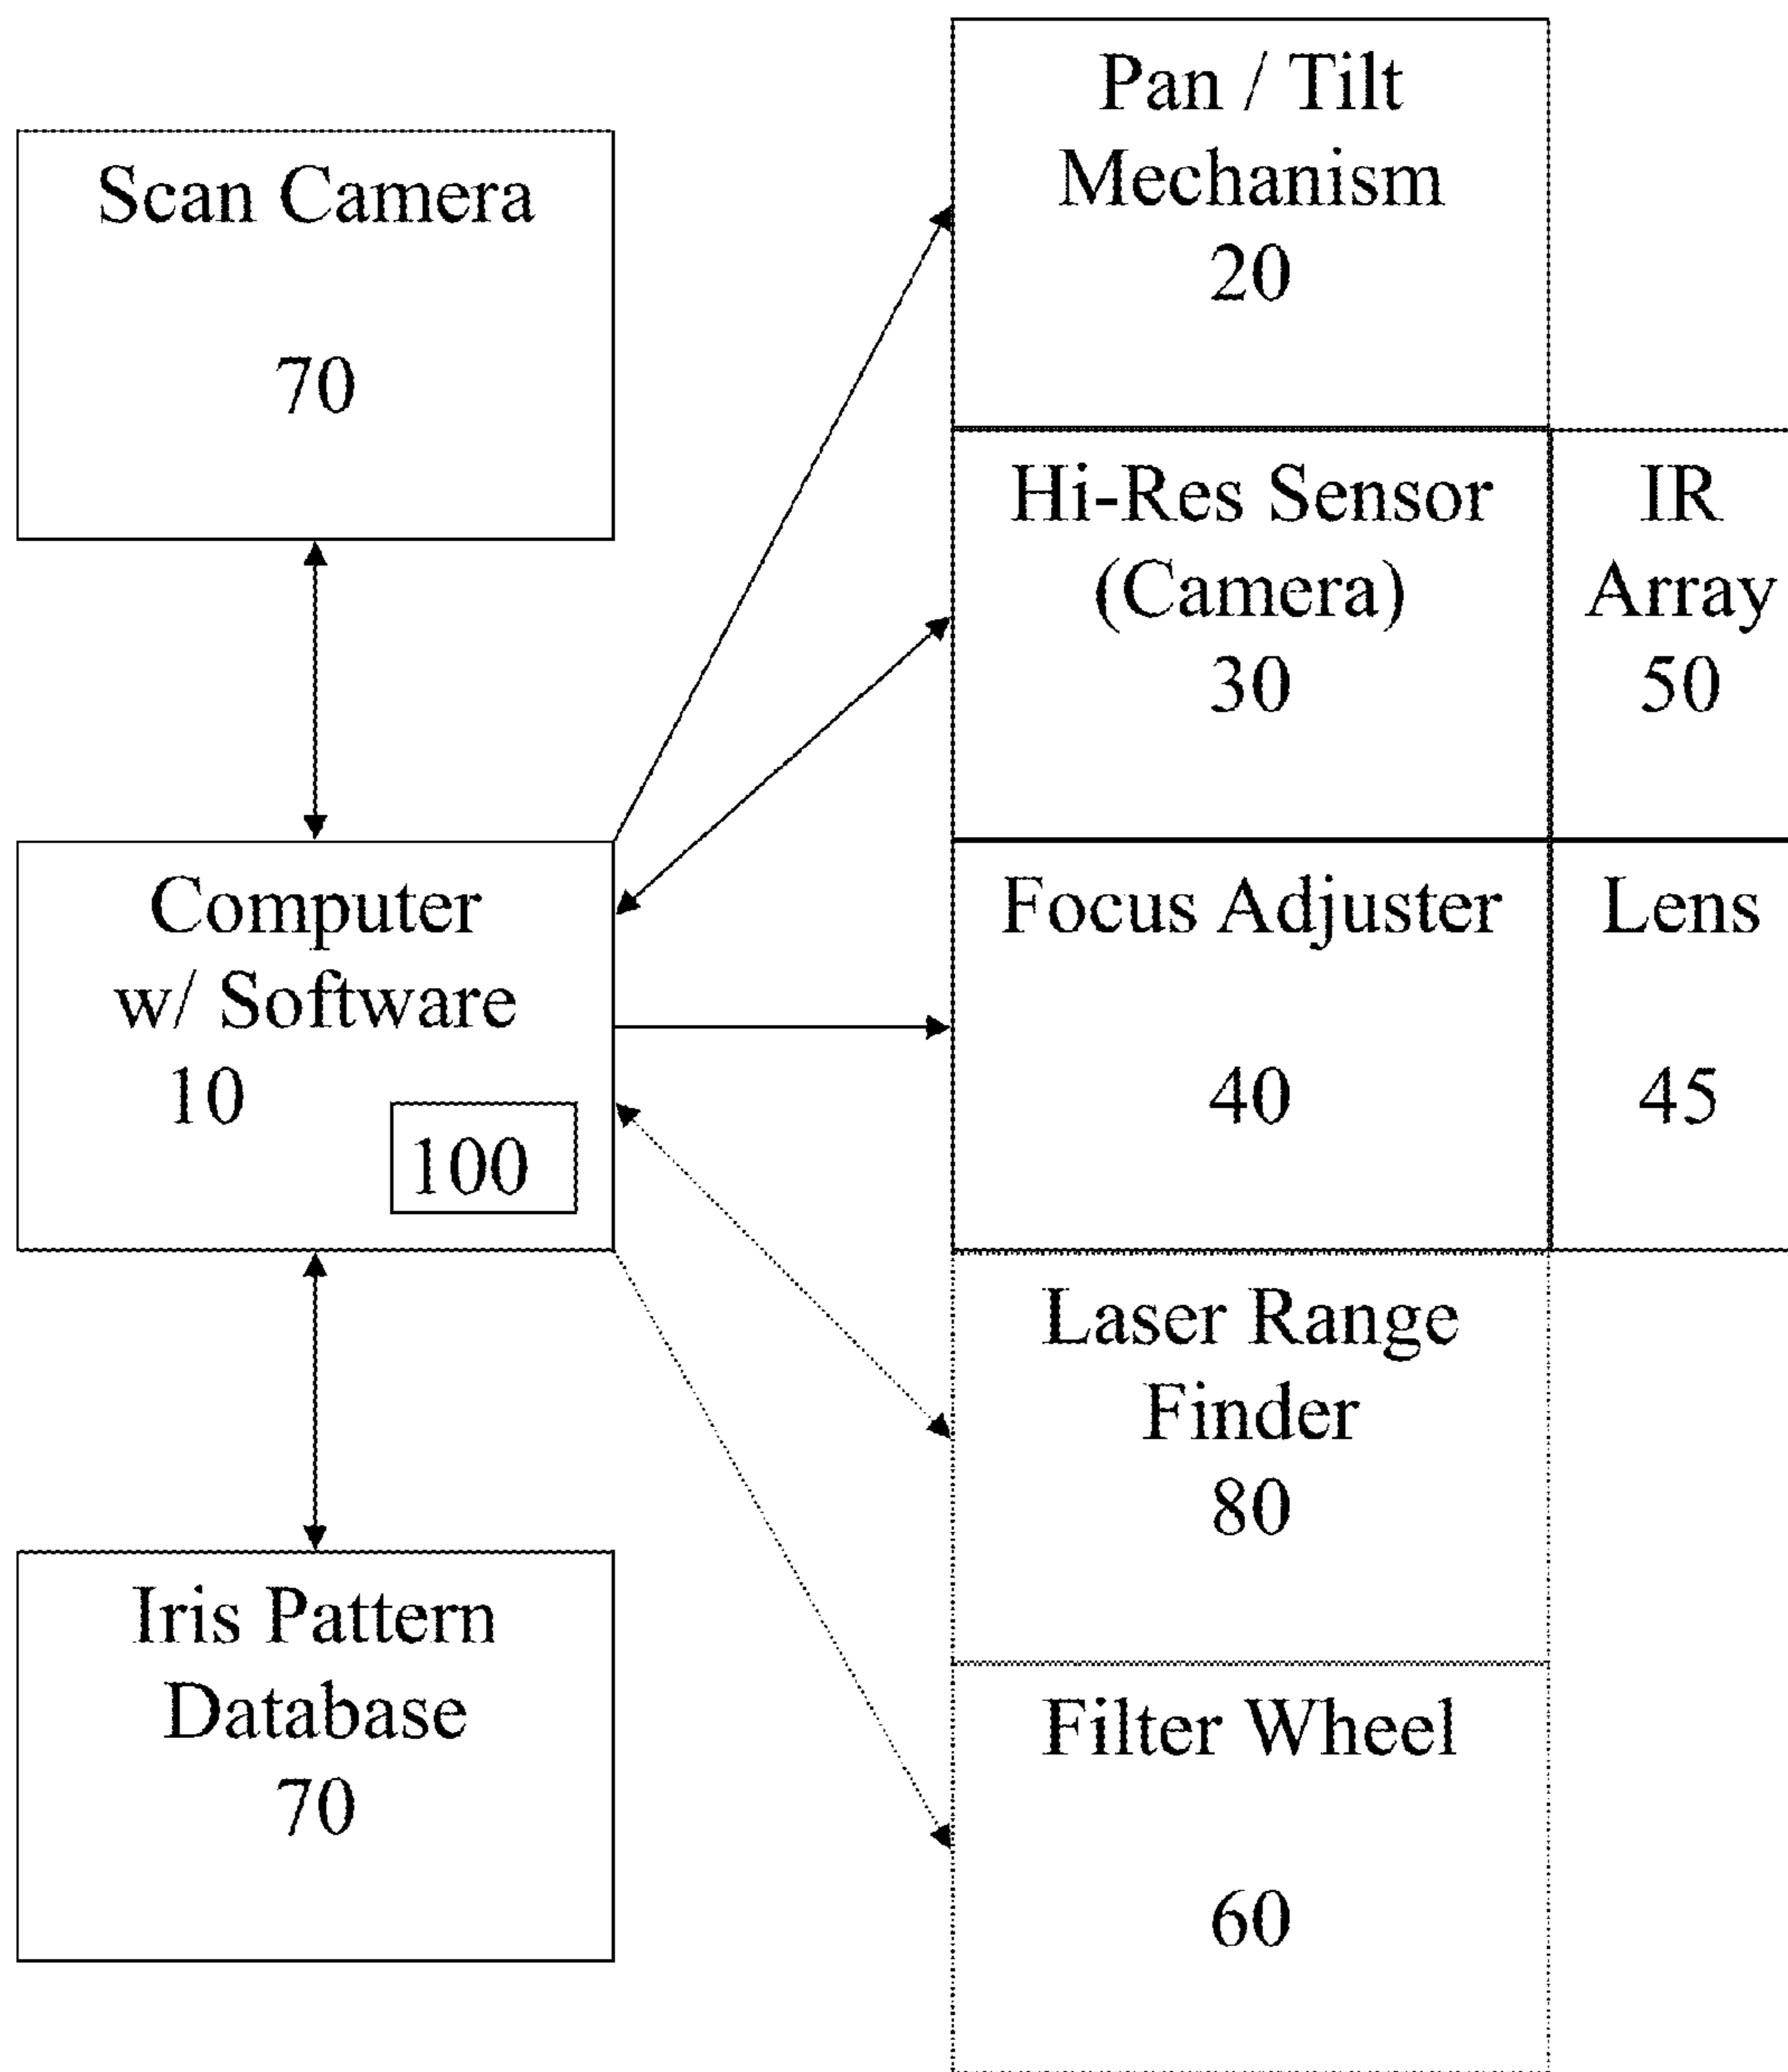 Scan Camera
70
Computer
w/ Software
10
100
Iris Pattern
Database
70
Pan / Tilt
Mechanism
20
Hi-Res Sensor
(Camera)
30
IR
Array
50
Focus Adjuster
40
Lens
45
Laser Range
Finder
80
Filter Wheel
60